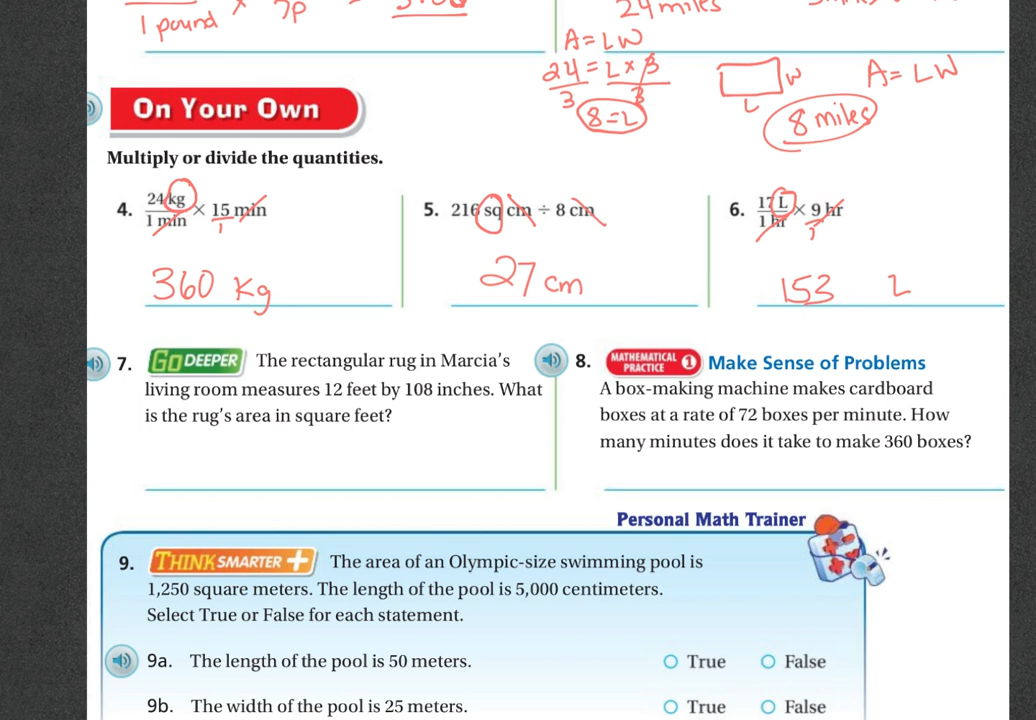 1 pound × 7p
24 miles
A = LW
24 = L × 3
3 3
8 = L
W
L
A = LW
8 miles
On Your Own
Multiply or divide the quantities.
4. 24 kg / 1 min × 15 min
1
360 Kg
5. 216 sq cm ÷ 8 cm
27 cm
6. 17 L / 1 hr × 9 hr
1
153 L
7. GO DEEPER The rectangular rug in Marcia's
living room measures 12 feet by 108 inches. What
is the rug's area in square feet?
8. MATHEMATICAL PRACTICE 1 Make Sense of Problems
A box-making machine makes cardboard
boxes at a rate of 72 boxes per minute. How
many minutes does it take to make 360 boxes?
Personal Math Trainer
9. THINK SMARTER + The area of an Olympic-size swimming pool is
1,250 square meters. The length of the pool is 5,000 centimeters.
Select True or False for each statement.
9a. The length of the pool is 50 meters. True False
9b. The width of the pool is 25 meters. True False